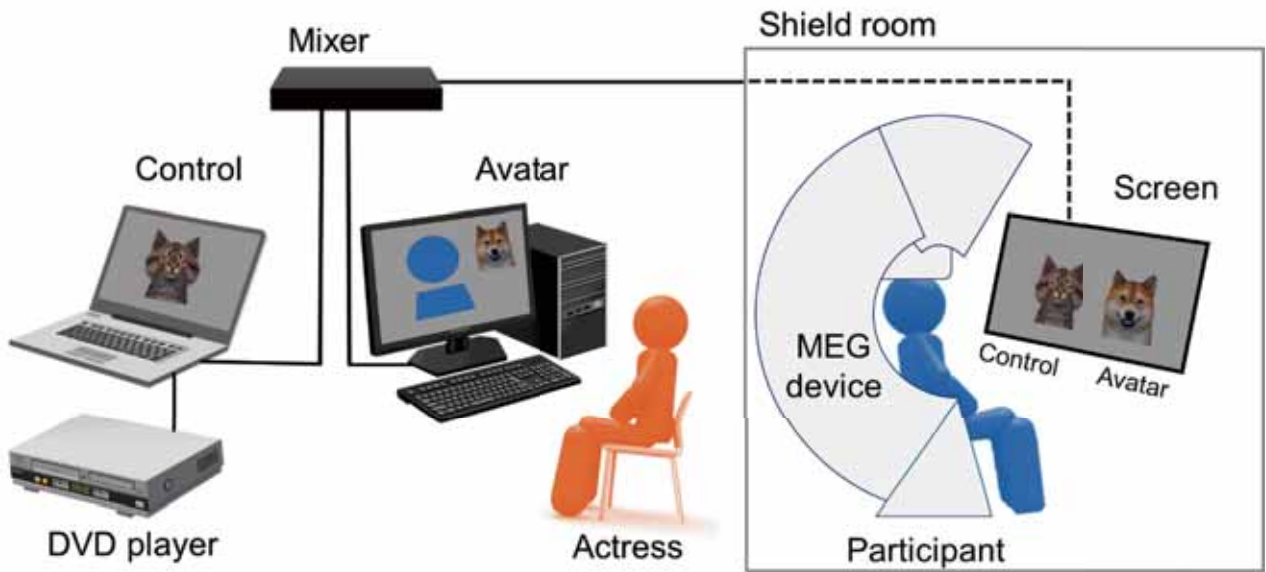 Shield room
Mixer
Control
Avatar
Screen
MEG
device
Control
Avatar
DVD player
Actress
Participant